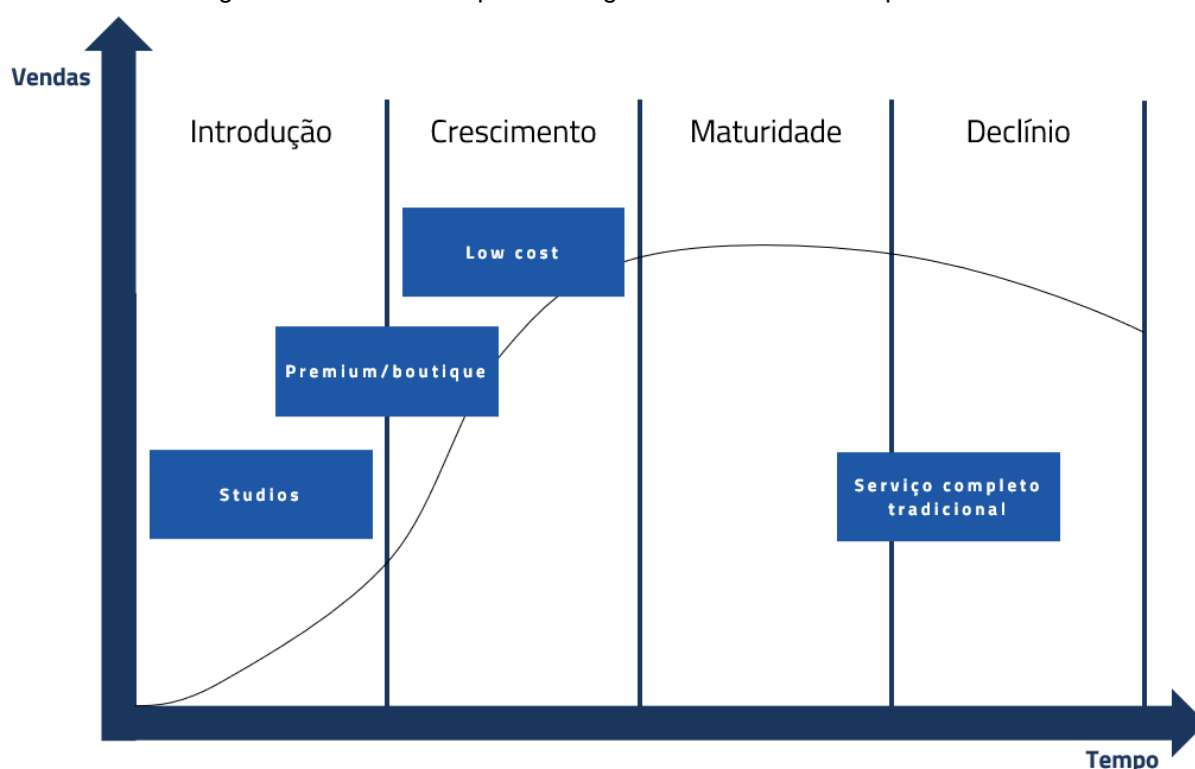 Vendas
Introdução
Crescimento
Maturidade
Declínio
Low cost
Premium/boutique
Studios
Serviço completo
tradicional
Tempo